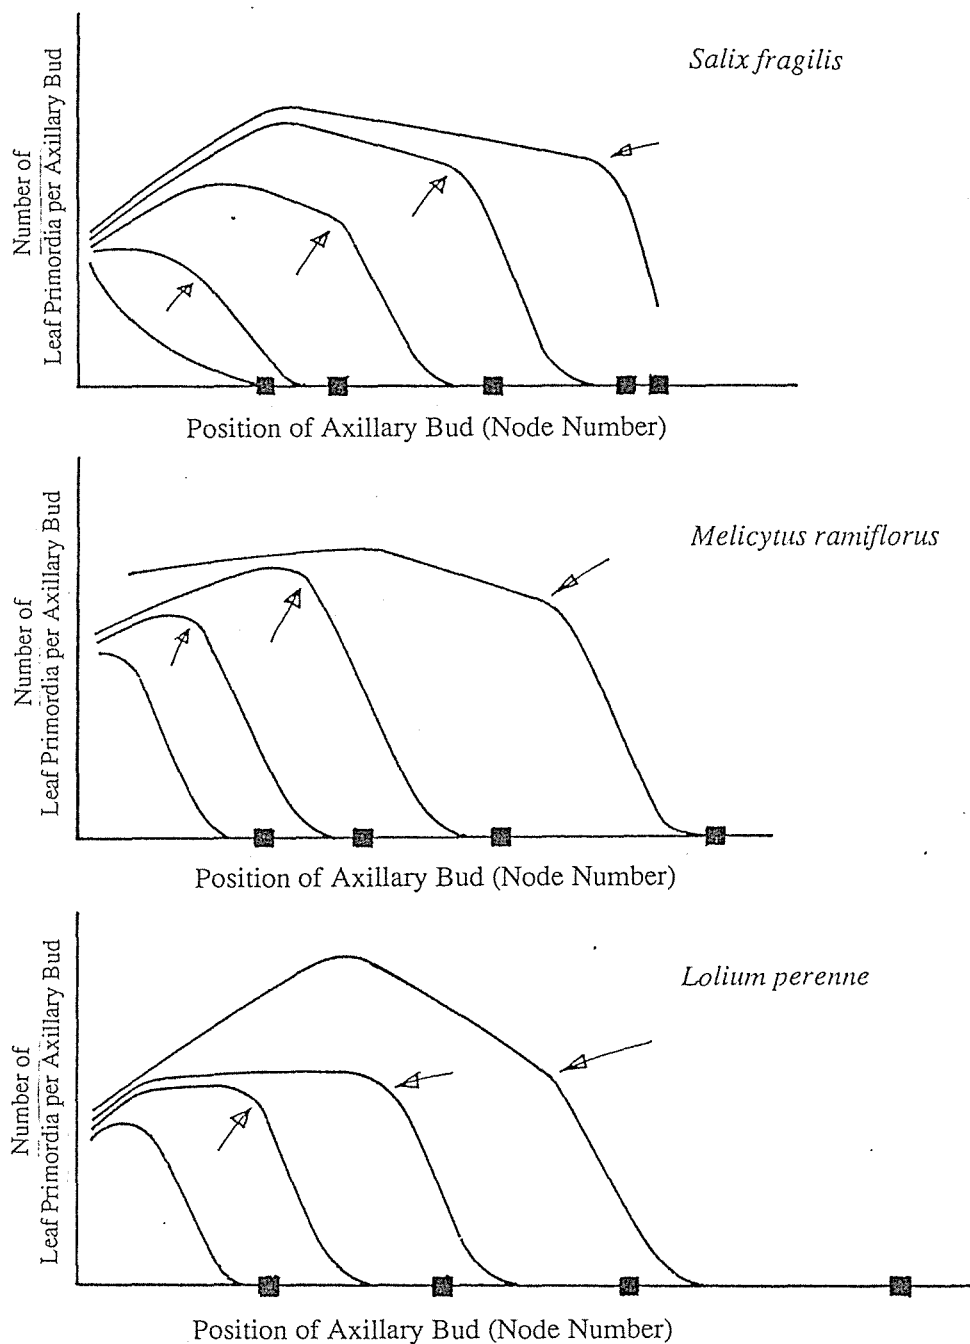 Salix fragilis
Number of
Leaf Primordia per Axillary Bud
Position of Axillary Bud (Node Number)
Melicytus ramiflorus
Number of
Leaf Primordia per Axillary Bud
Position of Axillary Bud (Node Number)
Lolium perenne
Number of
Leaf Primordia per Axillary Bud
Position of Axillary Bud (Node Number)